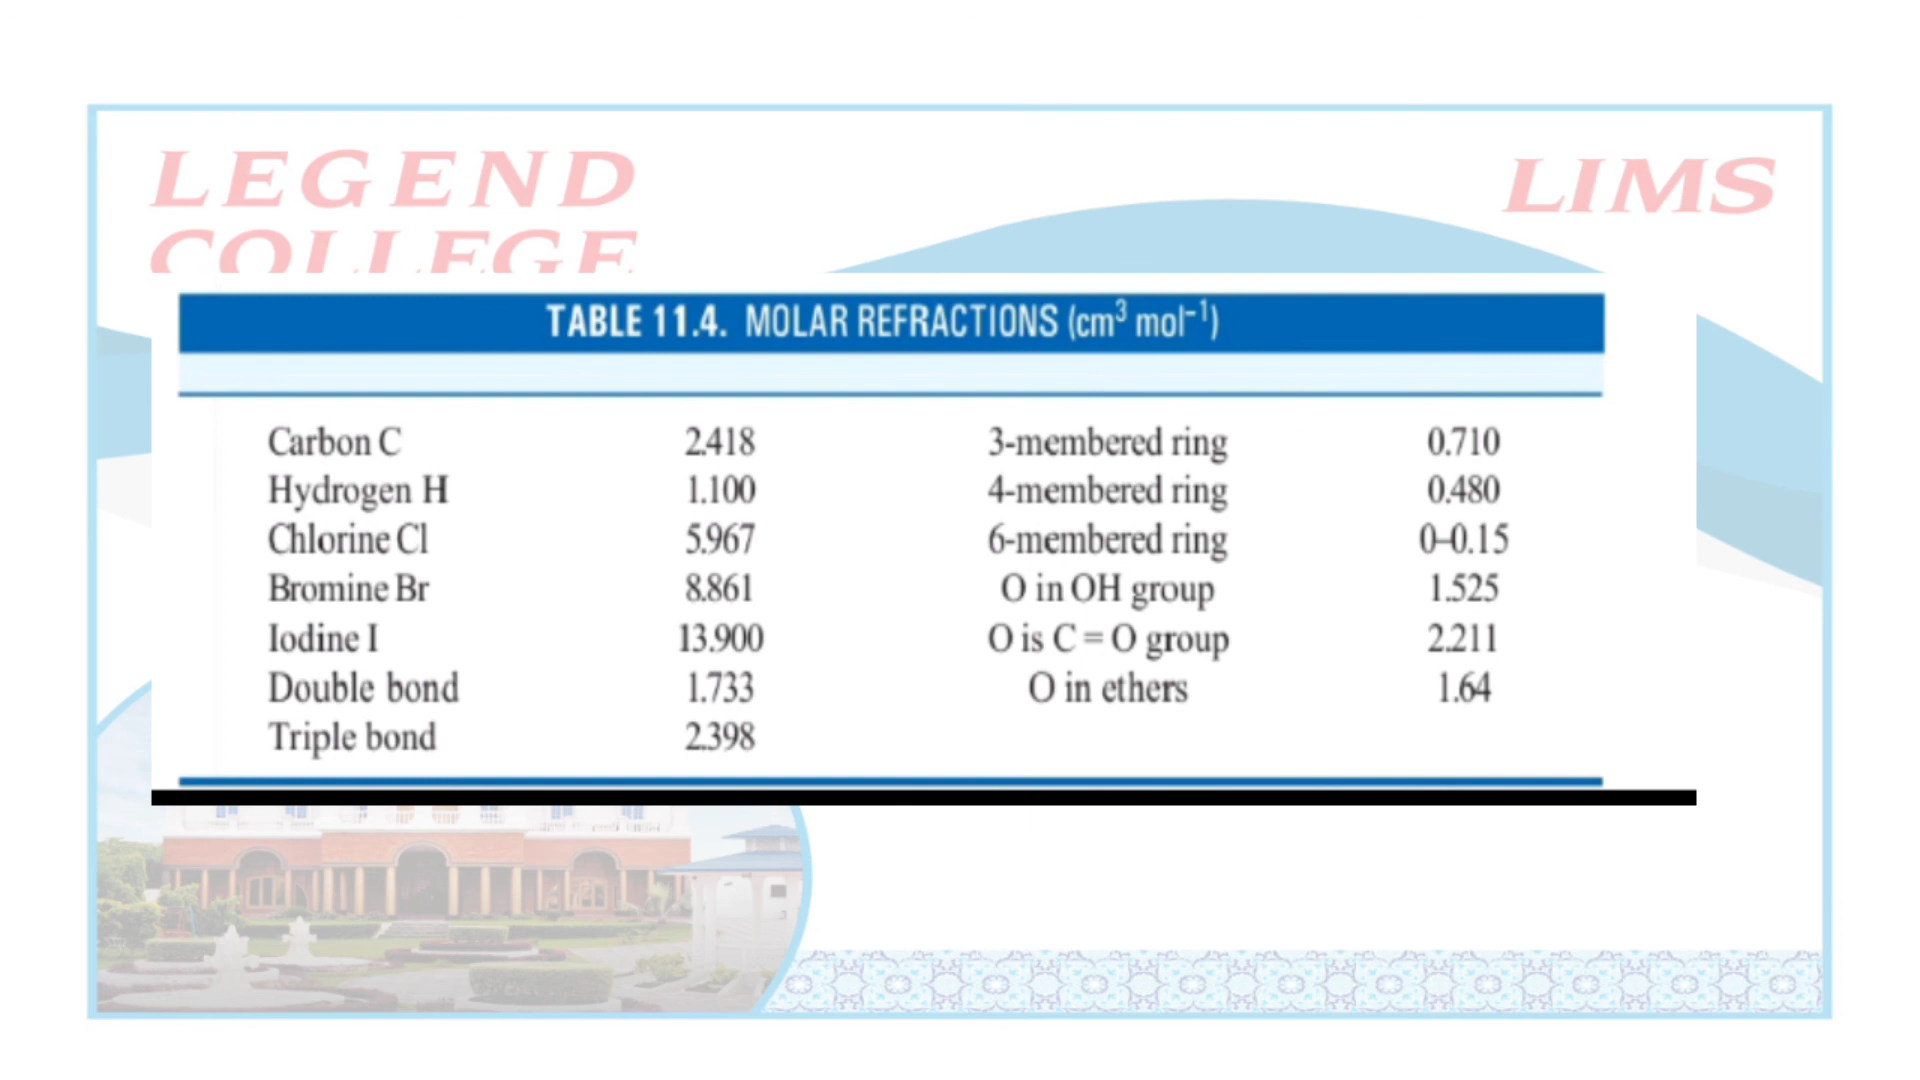 LEGEND
COLLEGE
LIMS
TABLE 11.4. MOLAR REFRACTIONS (cm³ mol⁻¹)
Carbon C 2.418 3-membered ring 0.710
Hydrogen H 1.100 4-membered ring 0.480
Chlorine Cl 5.967 6-membered ring 0–0.15
Bromine Br 8.861 O in OH group 1.525
Iodine I 13.900 O is C = O group 2.211
Double bond 1.733 O in ethers 1.64
Triple bond 2.398